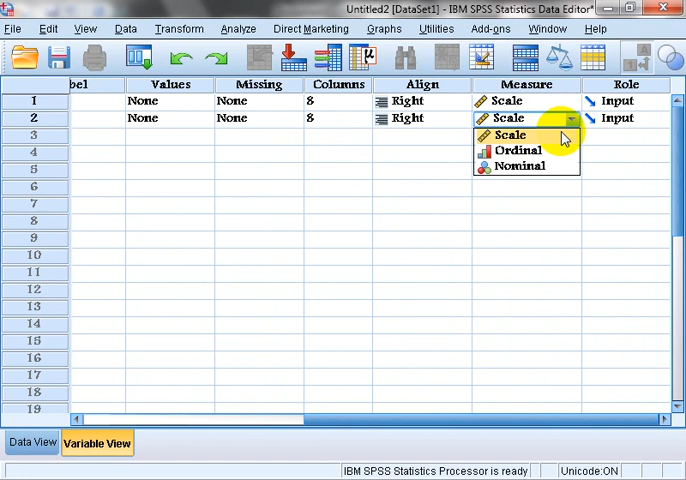 Untitled2 [DataSet1] - IBM SPSS Statistics Data Editor*
File Edit View Data Transform Analyze Direct Marketing Graphs Utilities Add-ons Window Help
bel Values Missing Columns Align Measure Role
1 None None 8 Right Scale Input
2 None None 8 Right Scale Input
3 Scale
4 Ordinal
5 Nominal
6
7
8
9
10
11
12
13
14
15
16
17
18
19
Data View Variable View
IBM SPSS Statistics Processor is ready Unicode:ON